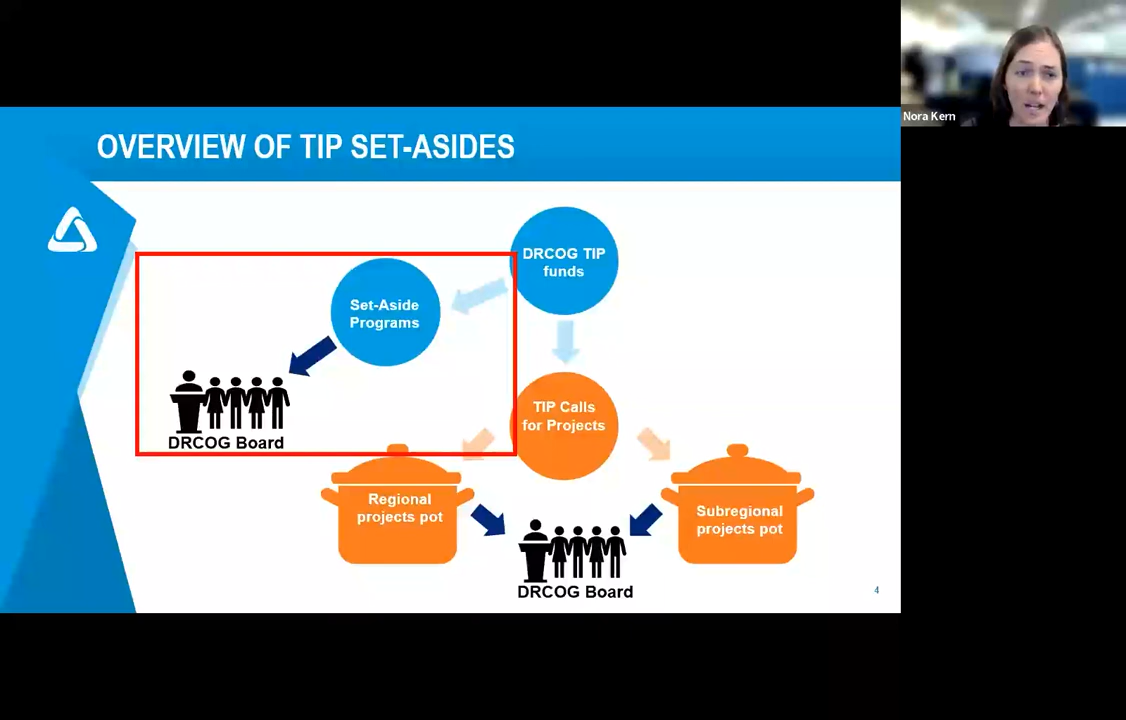 Nora Kern
OVERVIEW OF TIP SET-ASIDES
DRCOG TIP
funds
Set-Aside
Programs
DRCOG Board
TIP Calls
for Projects
Regional
projects pot
Subregional
projects pot
DRCOG Board
4